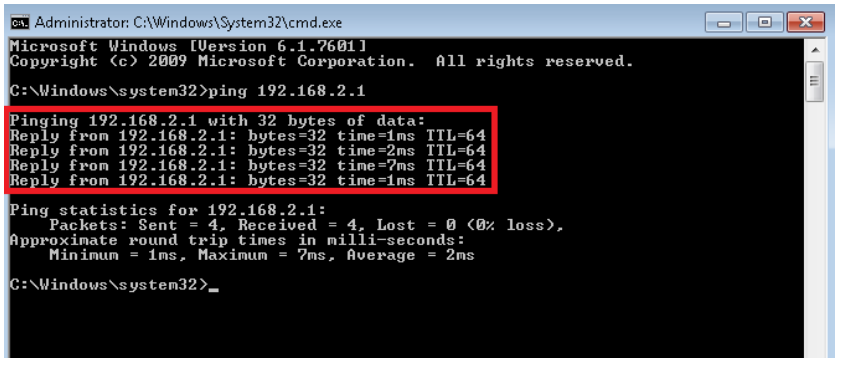 Administrator: C:\Windows\System32\cmd.exe
Microsoft Windows [Version 6.1.7601]
Copyright (c) 2009 Microsoft Corporation.  All rights reserved.
C:\Windows\system32>ping 192.168.2.1
Pinging 192.168.2.1 with 32 bytes of data:
Reply from 192.168.2.1: bytes=32 time=1ms TTL=64
Reply from 192.168.2.1: bytes=32 time=2ms TTL=64
Reply from 192.168.2.1: bytes=32 time=7ms TTL=64
Reply from 192.168.2.1: bytes=32 time=1ms TTL=64
Ping statistics for 192.168.2.1:
    Packets: Sent = 4, Received = 4, Lost = 0 (0% loss),
Approximate round trip times in milli-seconds:
    Minimum = 1ms, Maximum = 7ms, Average = 2ms
C:\Windows\system32>_